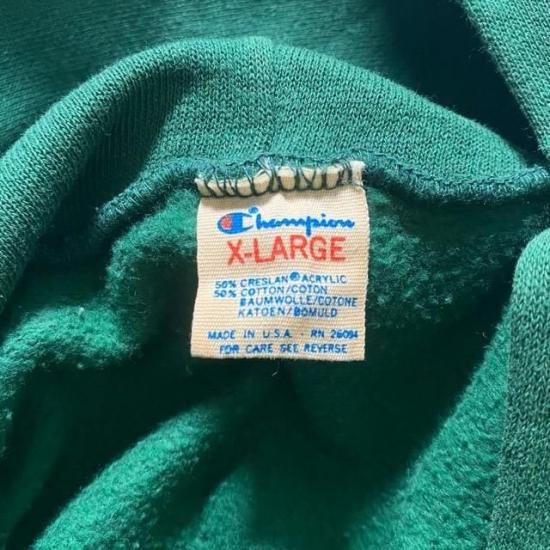 Champion
X-LARGE
50% CRESLAN® ACRYLIC
50% COTTON/COTON
BAUMWOLLE/COTONE
KATOEN/BOMULD
MADE IN U.S.A. - RN 26094
FOR CARE SEE REVERSE